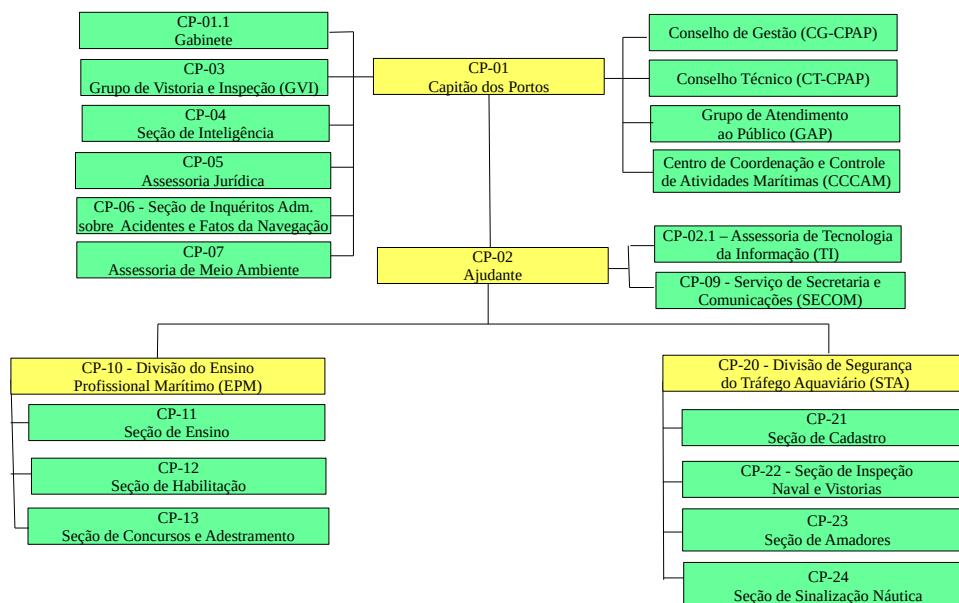 CP-01.1
Gabinete
CP-03
Grupo de Vistoria e Inspeção (GVI)
CP-04
Seção de Inteligência
CP-05
Assessoria Jurídica
CP-06 - Seção de Inquéritos Adm.
sobre Acidentes e Fatos da Navegação
CP-07
Assessoria de Meio Ambiente
CP-01
Capitão dos Portos
Conselho de Gestão (CG-CPAP)
Conselho Técnico (CT-CPAP)
Grupo de Atendimento
ao Público (GAP)
Centro de Coordenação e Controle
de Atividades Marítimas (CCCAM)
CP-02
Ajudante
CP-02.1 – Assessoria de Tecnologia
da Informação (TI)
CP-09 - Serviço de Secretaria e
Comunicações (SECOM)
CP-10 - Divisão do Ensino
Profissional Marítimo (EPM)
CP-11
Seção de Ensino
CP-12
Seção de Habilitação
CP-13
Seção de Concursos e Adestramento
CP-20 - Divisão de Segurança
do Tráfego Aquaviário (STA)
CP-21
Seção de Cadastro
CP-22 - Seção de Inspeção
Naval e Vistorias
CP-23
Seção de Amadores
CP-24
Seção de Sinalização Náutica